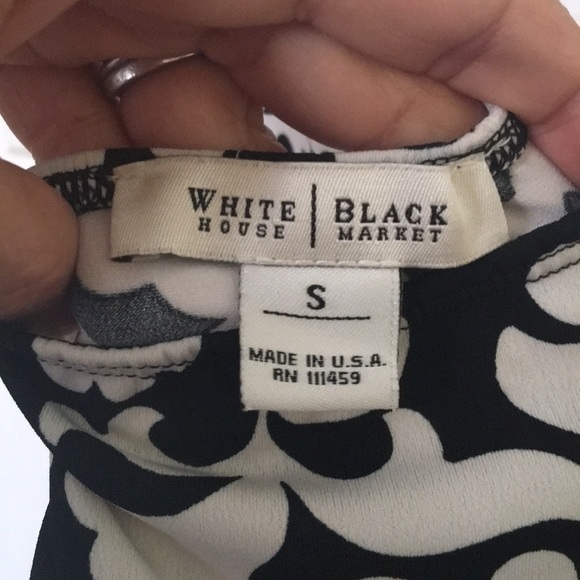 WHITE | BLACK
HOUSE | MARKET
S
MADE IN U.S.A.
RN 111459